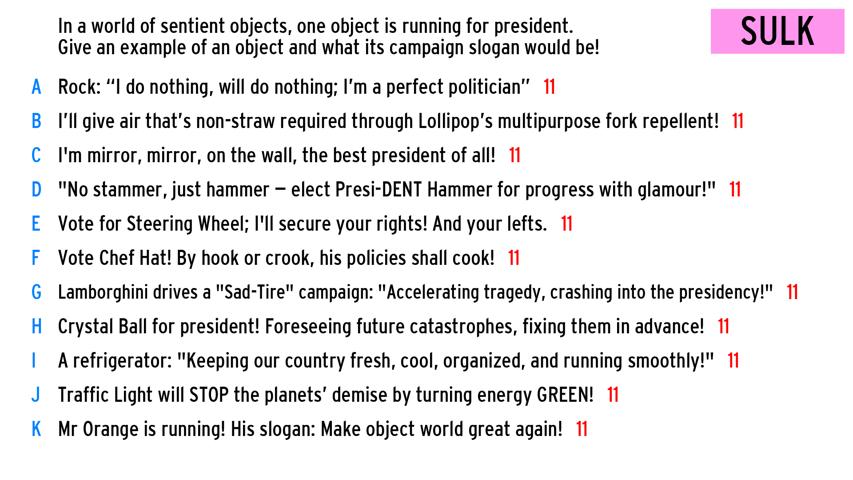 In a world of sentient objects, one object is running for president.
Give an example of an object and what its campaign slogan would be!
SULK
A Rock: “I do nothing, will do nothing; I’m a perfect politician” 11
B I’ll give air that’s non-straw required through Lollipop’s multipurpose fork repellent! 11
C I'm mirror, mirror, on the wall, the best president of all! 11
D "No stammer, just hammer – elect Presi-DENT Hammer for progress with glamour!" 11
E Vote for Steering Wheel; I'll secure your rights! And your lefts. 11
F Vote Chef Hat! By hook or crook, his policies shall cook! 11
G Lamborghini drives a "Sad-Tire" campaign: "Accelerating tragedy, crashing into the presidency!" 11
H Crystal Ball for president! Foreseeing future catastrophes, fixing them in advance! 11
I A refrigerator: "Keeping our country fresh, cool, organized, and running smoothly!" 11
J Traffic Light will STOP the planets’ demise by turning energy GREEN! 11
K Mr Orange is running! His slogan: Make object world great again! 11